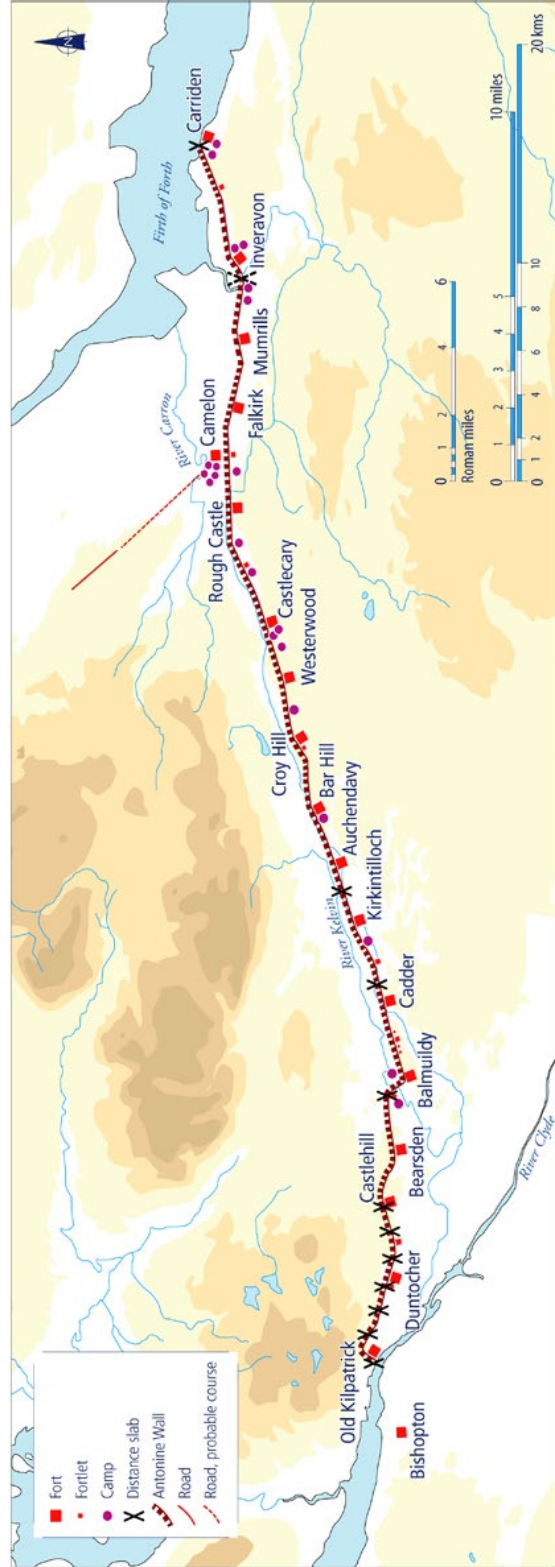 Fort
Fortlet
Camp
Distance slab
Antonine Wall
Road
Road, probable course
N
Firth of Forth
Carriden
Inveravon
Mumrills
Falkirk
River Carron
Camelon
Rough Castle
Castlecary
Westerwood
Croy Hill
Bar Hill
Auchendavy
Kirkintilloch
River Kelvin
Cadder
Balmuildy
Bearsden
Castlehill
Duntocher
Old Kilpatrick
Bishopton
River Clyde
0 1 2 4 6
Roman miles
0 1 2 3 4 5 10 miles
0 1 2 4 6 8 10 20 kms